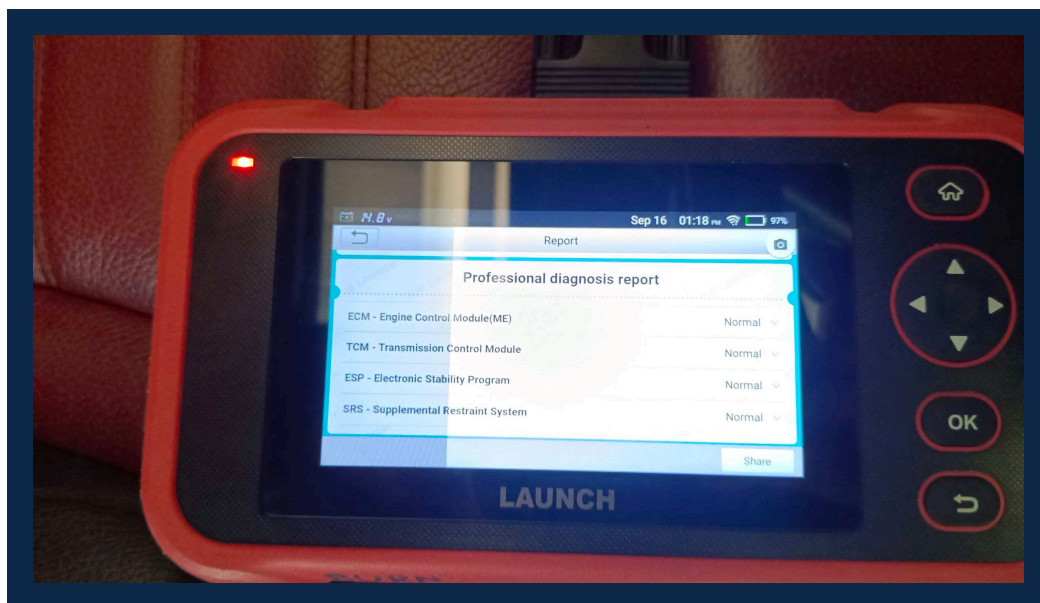 14.8 v Sep 16 01:18 PM 97%
Report
Professional diagnosis report
ECM - Engine Control Module(ME) Normal
TCM - Transmission Control Module Normal
ESP - Electronic Stability Program Normal
SRS - Supplemental Restraint System Normal
Share
OK
LAUNCH